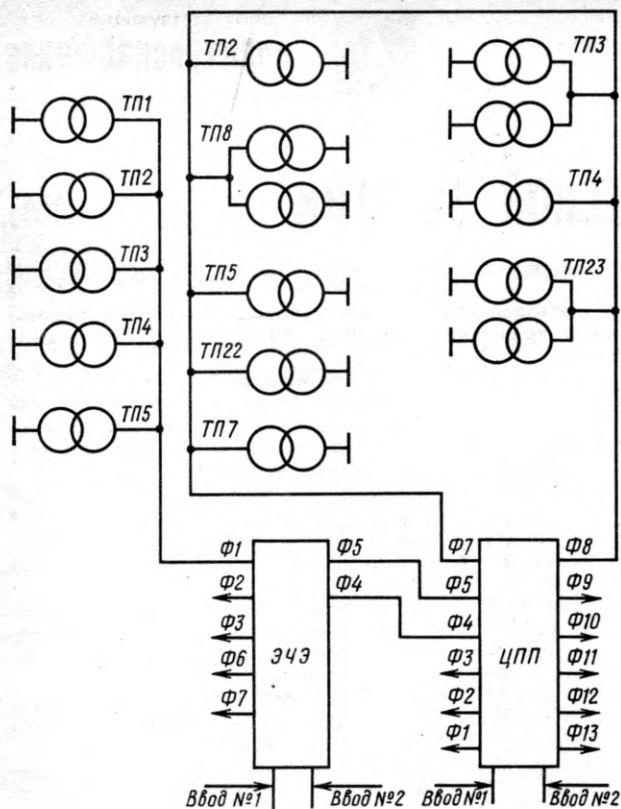 ТП2
ТП3
ТП1
ТП8
ТП2
ТП4
ТП3
ТП5
ТП23
ТП4
ТП22
ТП5
ТП7
Ф1
Ф5
Ф7
Ф8
Ф2
Ф4
Ф5
Ф9
Ф3
Ф4
Ф10
ЭЧЭ
ЦПП
Ф6
Ф3
Ф11
Ф7
Ф2
Ф12
Ф1
Ф13
Ввод №1
Ввод №2
Ввод №1
Ввод №2